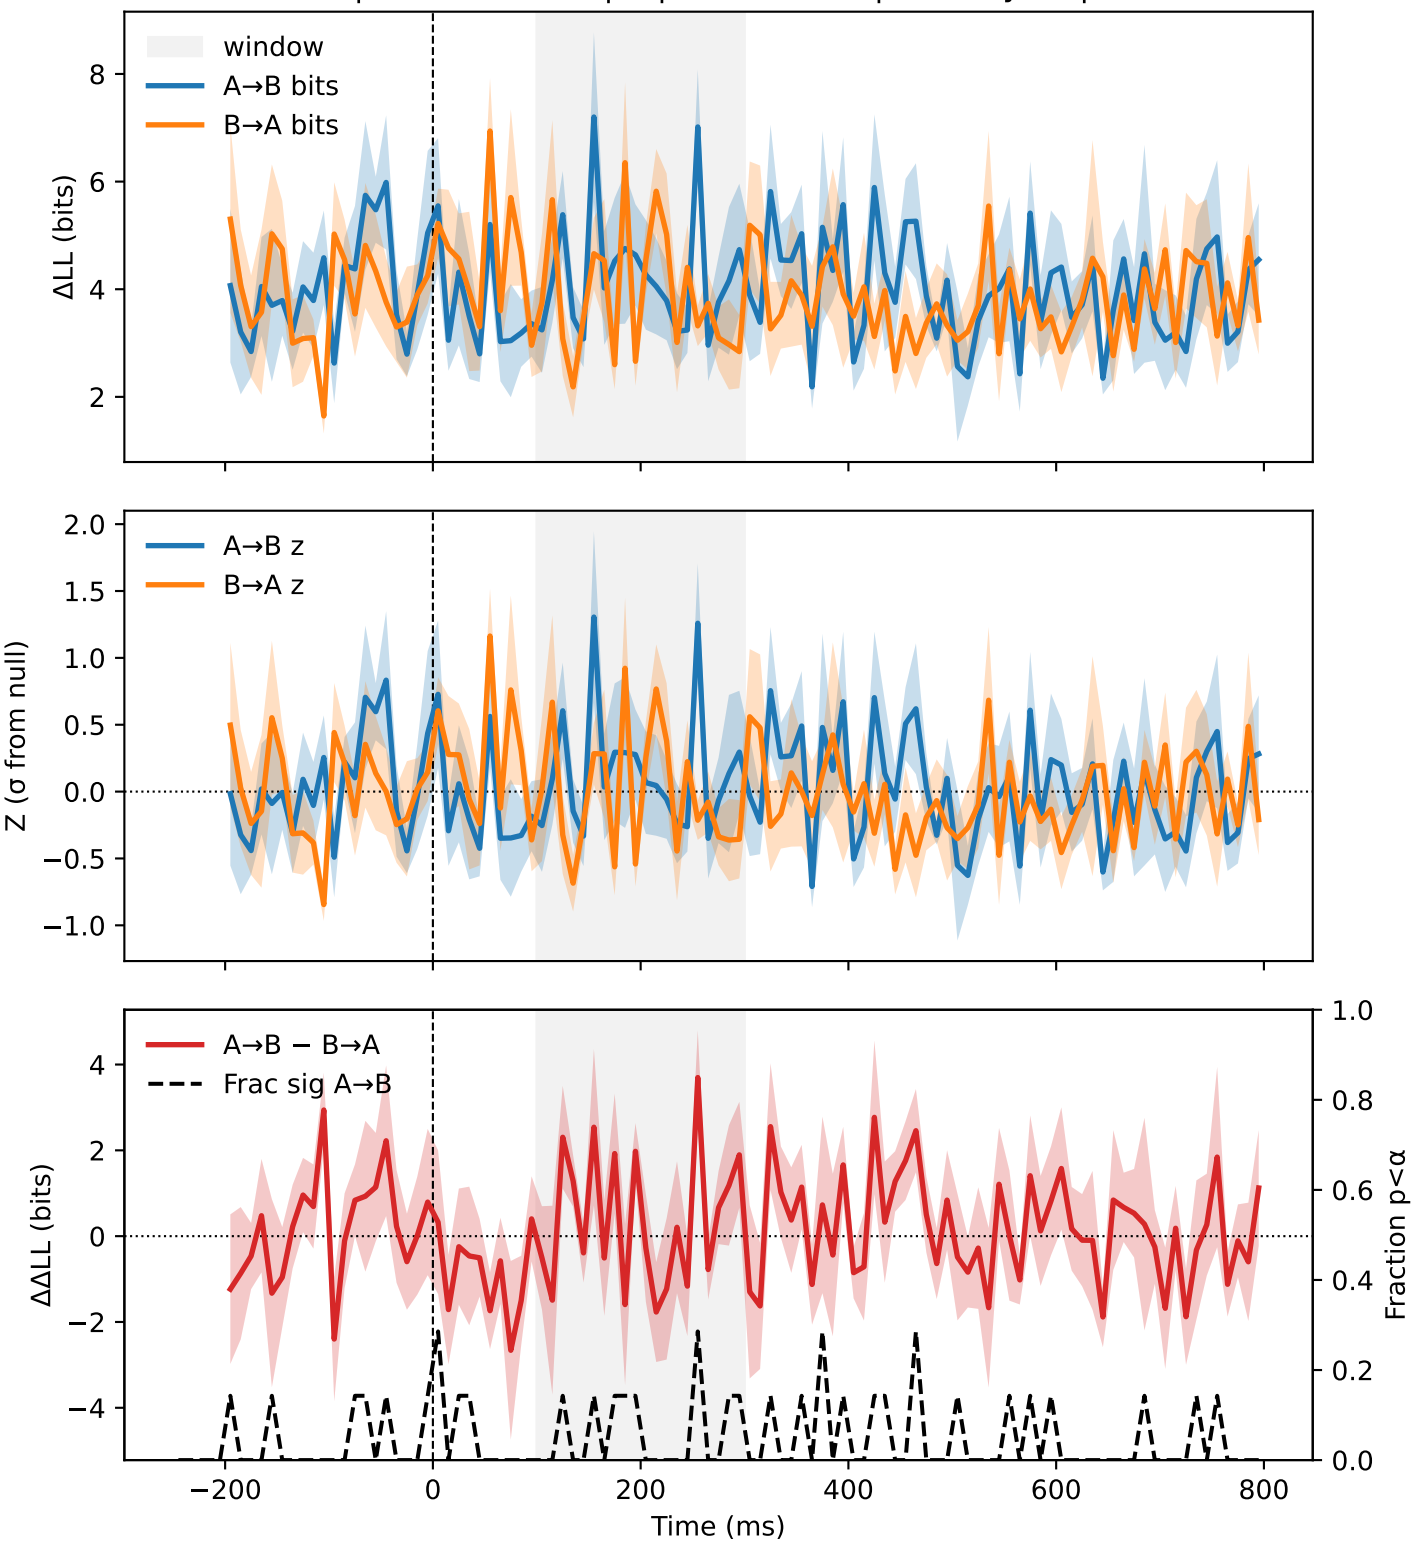 window
A→B bits
B→A bits
ΔLL (bits)
8
6
4
2
A→B z
B→A z
Z (σ from null)
2.0
1.5
1.0
0.5
0.0
−0.5
−1.0
A→B − B→A
Frac sig A→B
ΔΔLL (bits)
4
2
0
−2
−4
1.0
0.8
0.6
0.4
0.2
0.0
Fraction p<α
−200
0
200
400
600
800
Time (ms)